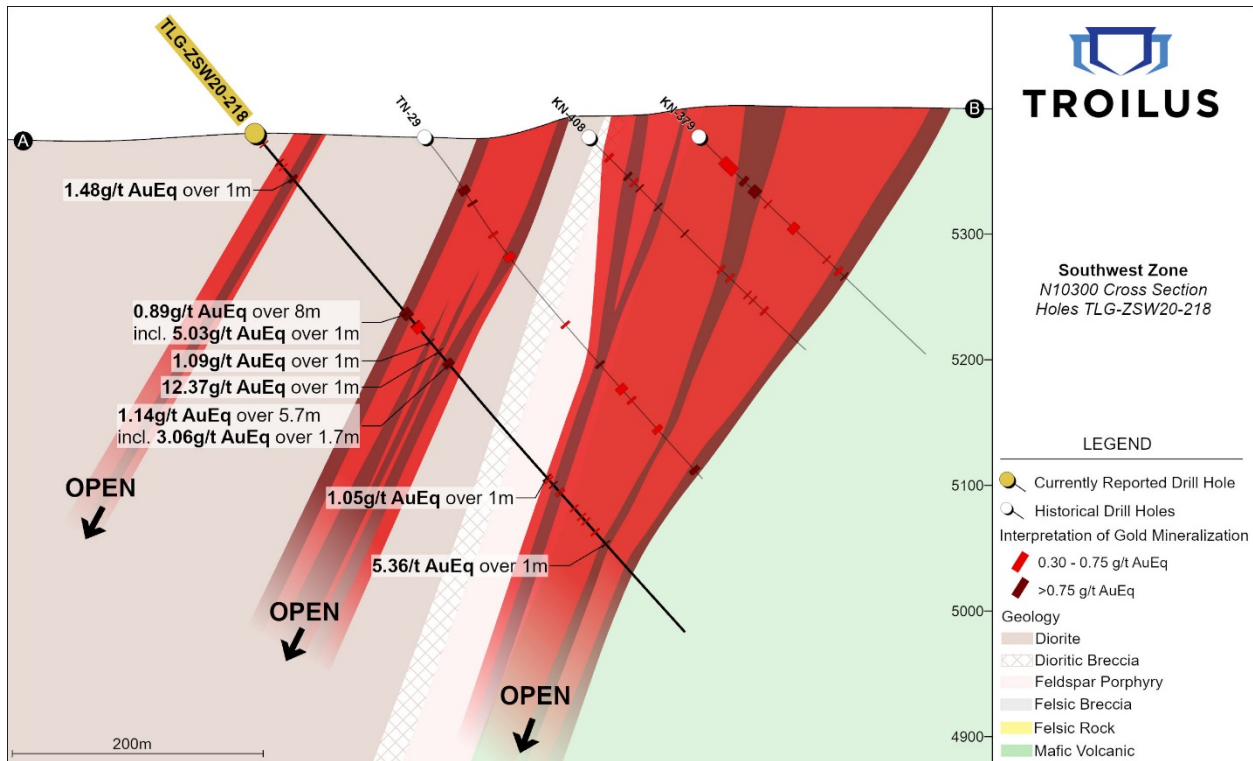 TLG-ZSW20-218
TN-29
KN-408
KN-379
A
B
1.48g/t AuEq over 1m
0.89g/t AuEq over 8m
incl. 5.03g/t AuEq over 1m
1.09g/t AuEq over 1m
12.37g/t AuEq over 1m
1.14g/t AuEq over 5.7m
incl. 3.06g/t AuEq over 1.7m
1.05g/t AuEq over 1m
5.36/t AuEq over 1m
OPEN
OPEN
OPEN
200m
5300
5200
5100
5000
4900
TROILUS
Southwest Zone
N10300 Cross Section
Holes TLG-ZSW20-218
LEGEND
Currently Reported Drill Hole
Historical Drill Holes
Interpretation of Gold Mineralization
0.30 - 0.75 g/t AuEq
>0.75 g/t AuEq
Geology
Diorite
Dioritic Breccia
Feldspar Porphyry
Felsic Breccia
Felsic Rock
Mafic Volcanic